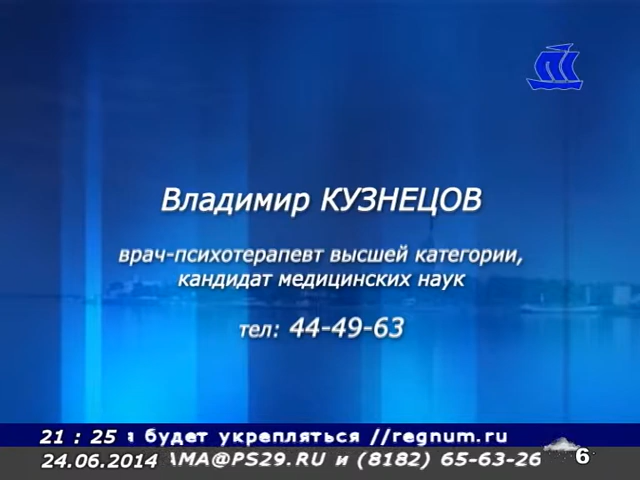 Владимир КУЗНЕЦОВ
врач-психотерапевт высшей категории,
кандидат медицинских наук
тел: 44-49-63
21 : 25 будет укрепляться //regnum.ru
24.06.2014 AMA@PS29.RU и (8182) 65-63-26 6